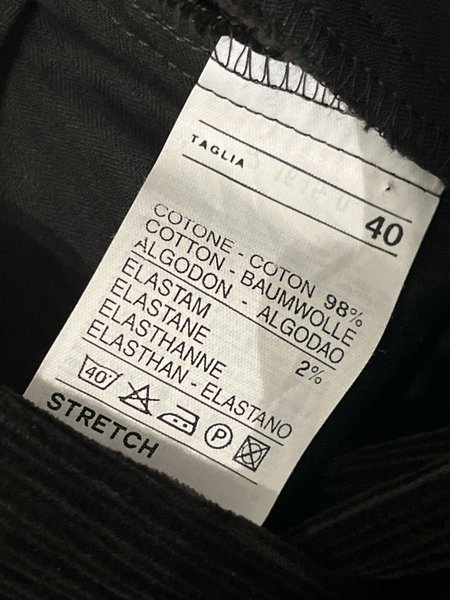 TAGLIA
40
COTONE - COTON 98%
COTTON - BAUMWOLLE
ALGODON - ALGODAO
ELASTAM 2%
ELASTANE
ELASTHANNE
ELASTHAN - ELASTANO
40° P
STRETCH